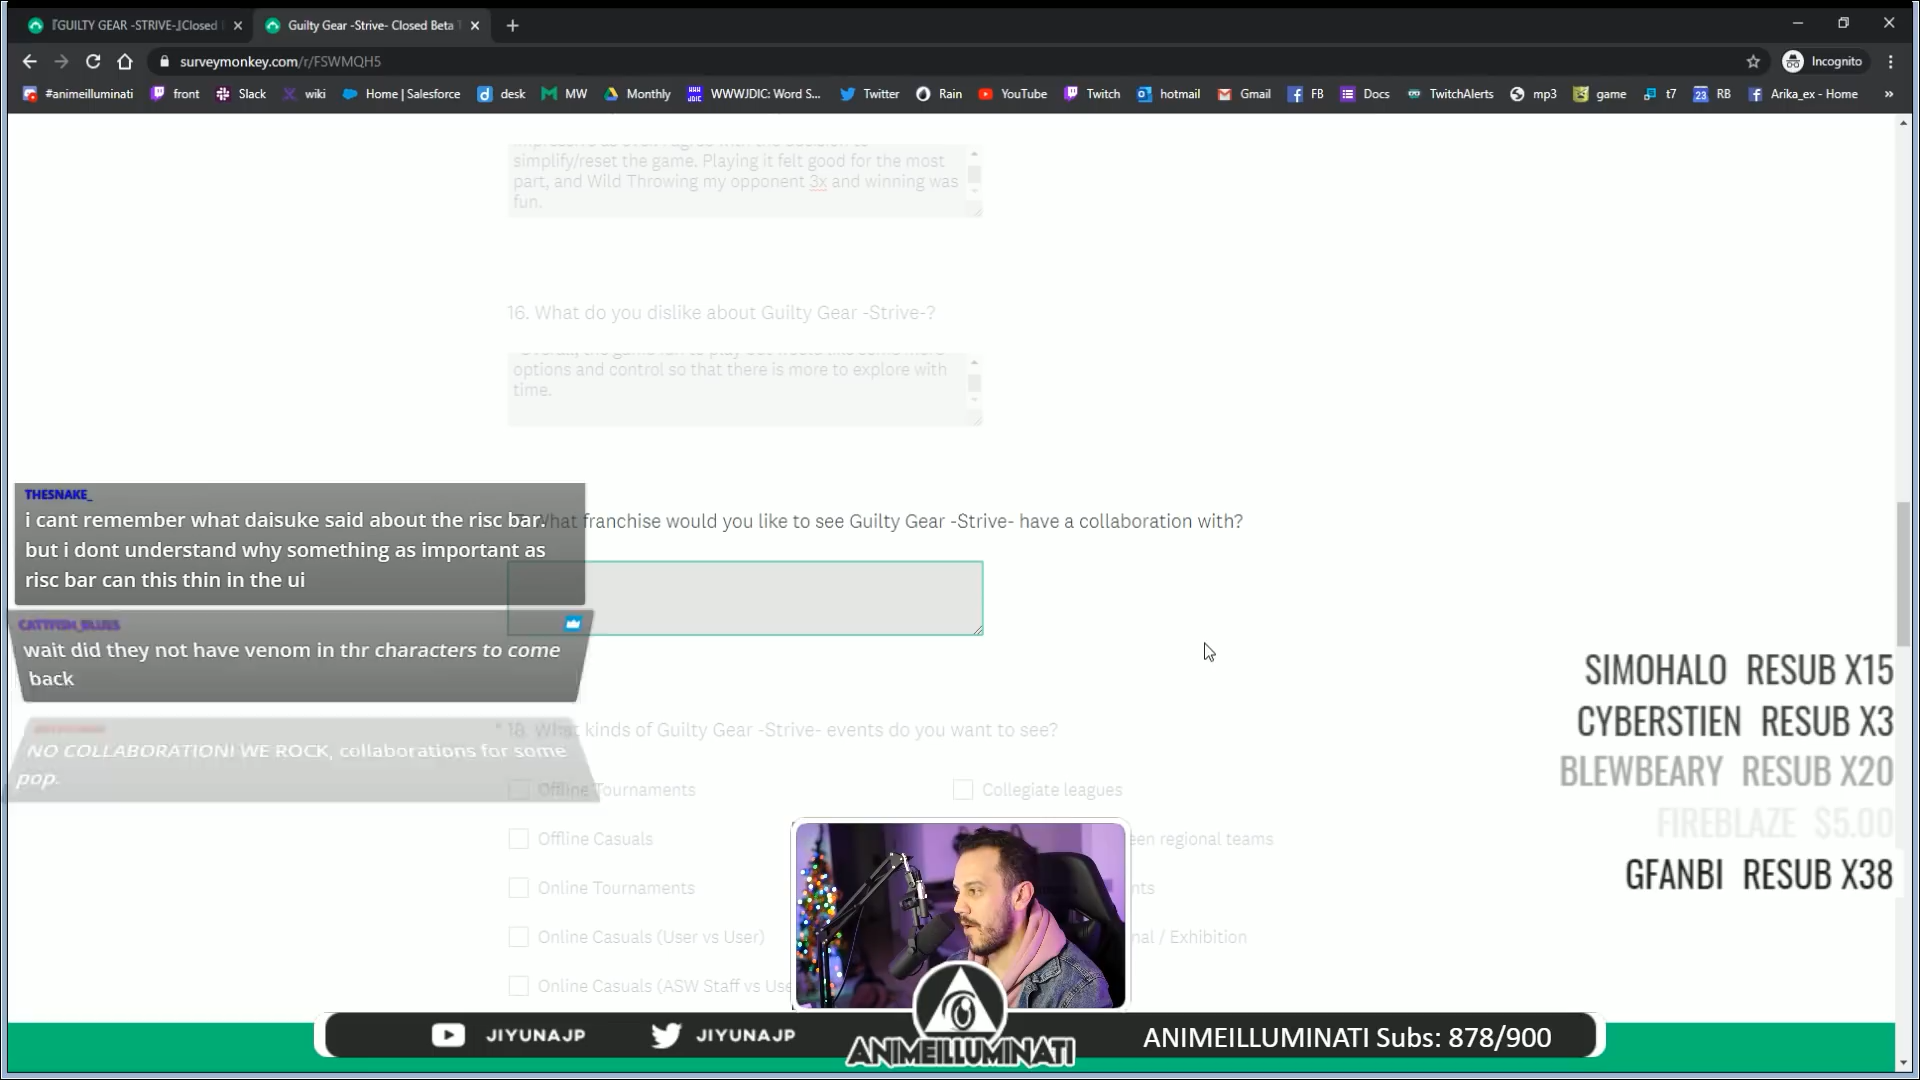 『GUILTY GEAR -STRIVE-』Closed
Guilty Gear -Strive- Closed Beta
surveymonkey.com/r/FSWMQH5
Incognito
#animeilluminati front Slack wiki Home | Salesforce desk MW Monthly WWWJDIC: Word S... Twitter Rain YouTube Twitch hotmail Gmail FB Docs TwitchAlerts mp3 game t7 RB Arika_ex - Home »
simplify/reset the game. Playing it felt good for the most
part, and Wild Throwing my opponent 3x and winning was
fun.
16. What do you dislike about Guilty Gear -Strive-?
options and control so that there is more to explore with
time.
THESNAKE_
i cant remember what daisuke said about the risc bar.
but i dont understand why something as important as
risc bar can this thin in the ui
What franchise would you like to see Guilty Gear -Strive- have a collaboration with?
CATTFISH_BLUES
wait did they not have venom in thr characters to come
back
NO COLLABORATION! WE ROCK, collaborations for some
pop.
* 18. What kinds of Guilty Gear -Strive- events do you want to see?
Offline Tournaments
Collegiate leagues
Offline Casuals
een regional teams
Online Tournaments
nts
Online Casuals (User vs User)
nal / Exhibition
Online Casuals (ASW Staff vs Use
SIMOHALO RESUB X15
CYBERSTIEN RESUB X3
BLEWBEARY RESUB X20
FIREBLAZE $5.00
GFANBI RESUB X38
JIYUNAJP
JIYUNAJP
ANIMEILLUMINATI
ANIMEILLUMINATI Subs: 878/900